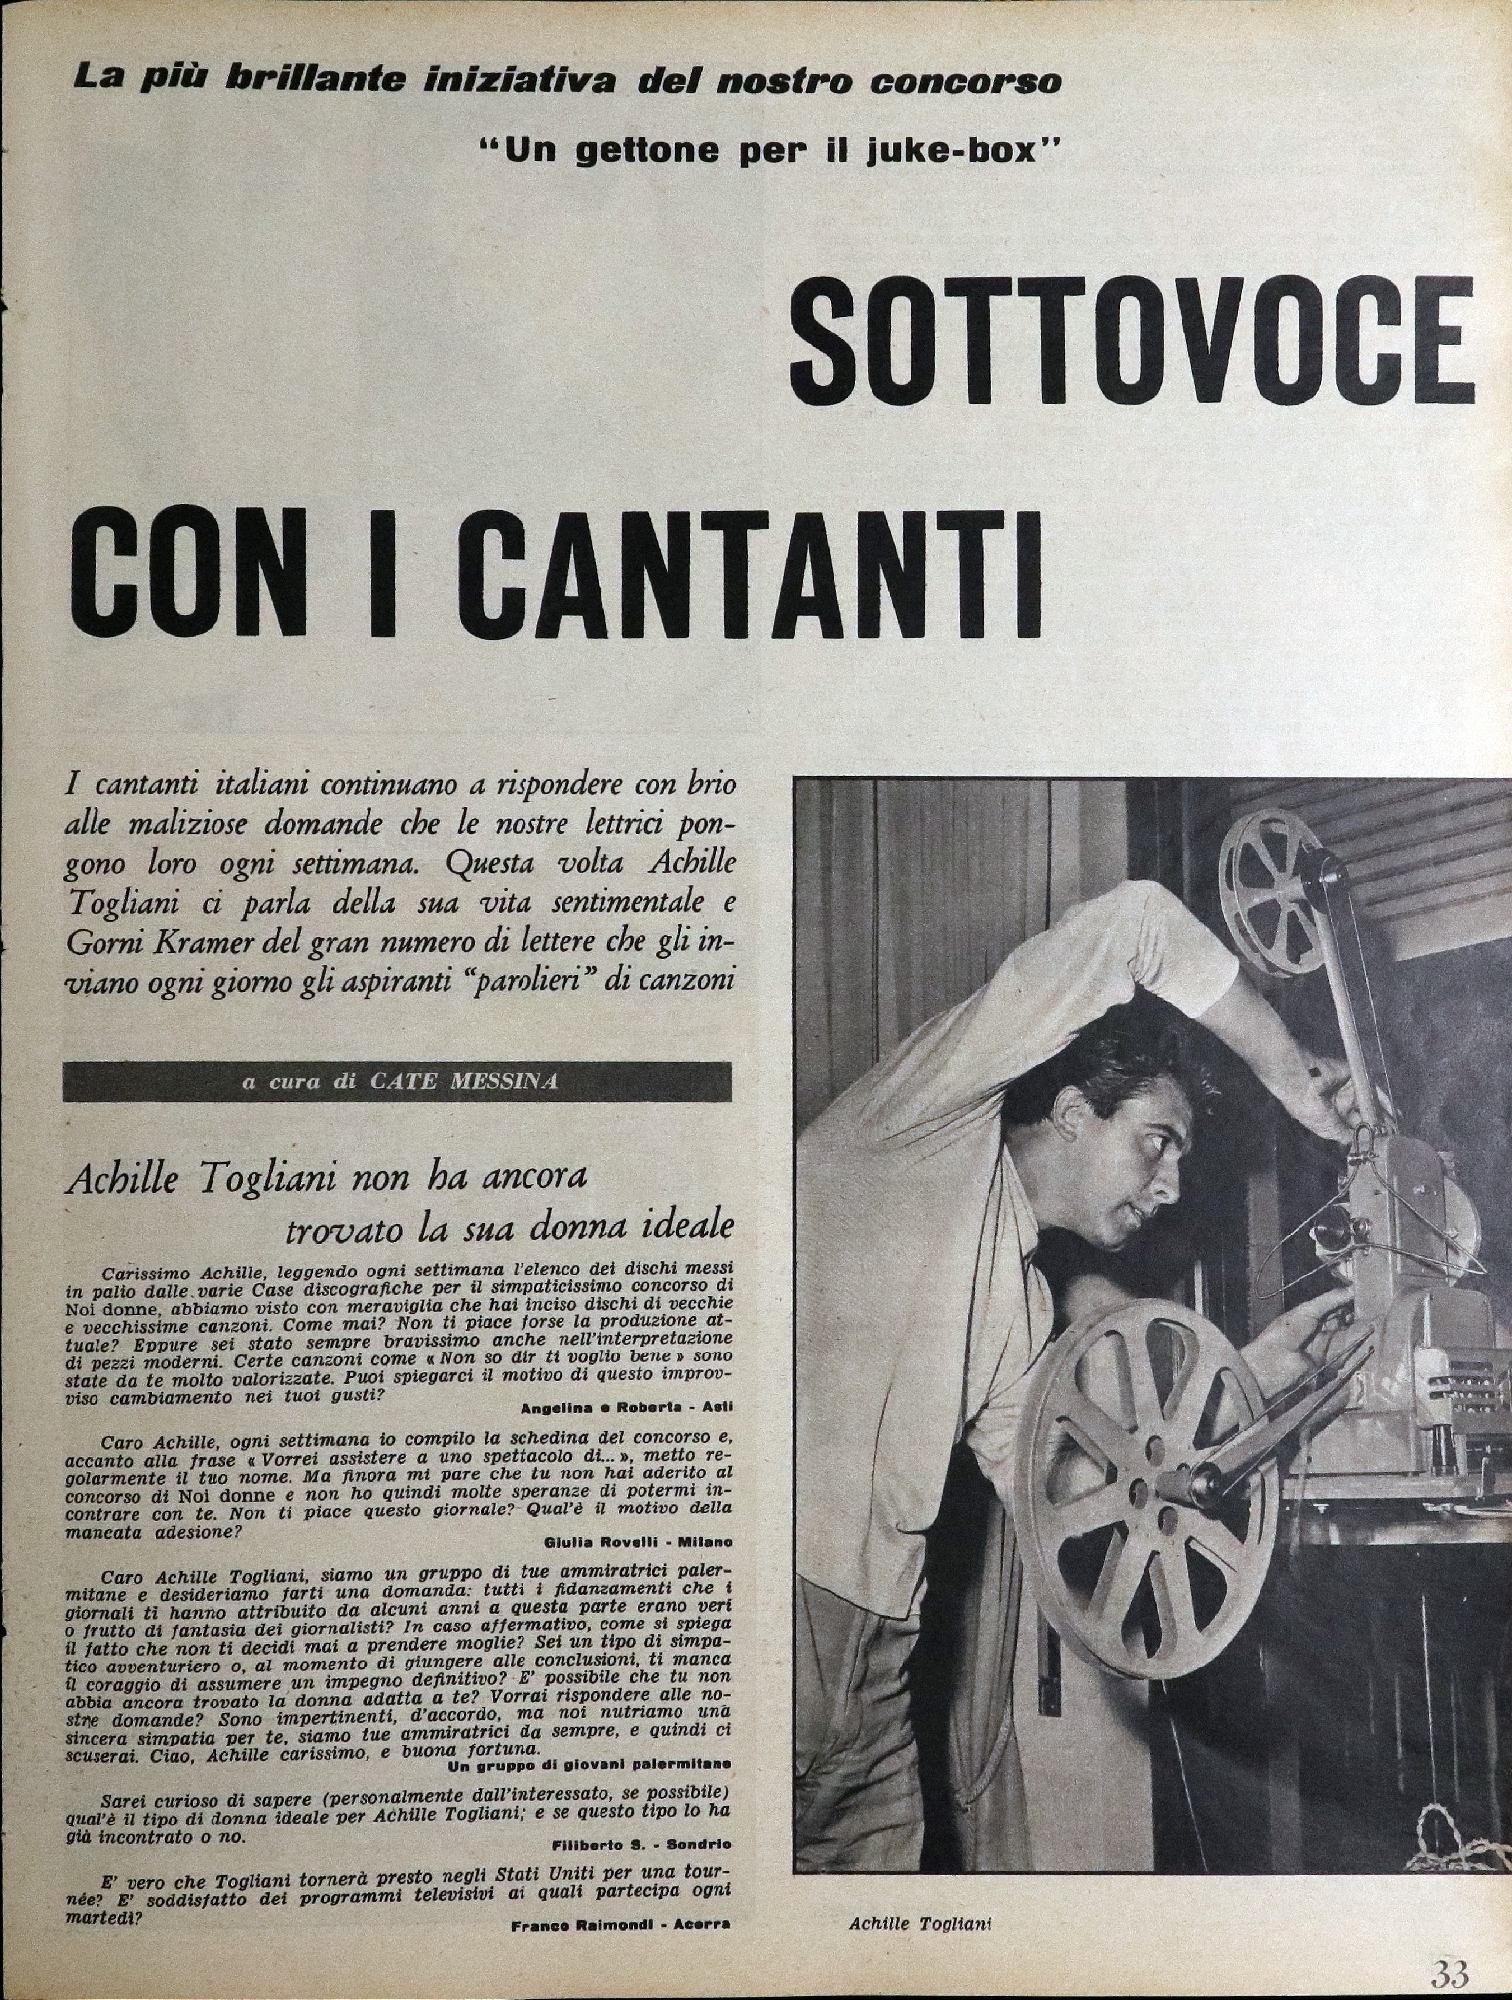 La più brillante iniziativa del nostro concorso
“Un gettone per il juke-box”
SOTTOVOCE
CON I CANTANTI
I cantanti italiani continuano a rispondere con brio
alle maliziose domande che le nostre lettrici pon-
gono loro ogni settimana. Questa volta Achille
Togliani ci parla della sua vita sentimentale e
Gorni Kramer del gran numero di lettere che gli in-
viano ogni giorno gli aspiranti “parolieri” di canzoni
a cura di CATE MESSINA
Achille Togliani non ha ancora
trovato la sua donna ideale
Carissimo Achille, leggendo ogni settimana l'elenco dei dischi messi
in palio dalle varie Case discografiche per il simpaticissimo concorso di
Noi donne, abbiamo visto con meraviglia che hai inciso dischi di vecchie
e vecchissime canzoni. Come mai? Non ti piace forse la produzione at-
tuale? Eppure sei stato sempre bravissimo anche nell'interpretazione
di pezzi moderni. Certe canzoni come « Non so dir ti voglio bene » sono
state da te molto valorizzate. Puoi spiegarci il motivo di questo improv-
viso cambiamento nei tuoi gusti?
Angelina e Roberta - Asti
Caro Achille, ogni settimana io compilo la schedina del concorso e,
accanto alla frase « Vorrei assistere a uno spettacolo di... », metto re-
golarmente il tuo nome. Ma finora mi pare che tu non hai aderito al
concorso di Noi donne e non ho quindi molte speranze di potermi in-
contrare con te. Non ti piace questo giornale? Qual'è il motivo della
mancata adesione?
Giulia Rovelli - Milano
Caro Achille Togliani, siamo un gruppo di tue ammiratrici paler-
mitane e desideriamo farti una domanda: tutti i fidanzamenti che i
giornali ti hanno attribuito da alcuni anni a questa parte erano veri
o frutto di fantasia dei giornalisti? In caso affermativo, come si spiega
il fatto che non ti decidi mai a prendere moglie? Sei un tipo di simpa-
tico avventuriero o, al momento di giungere alle conclusioni, ti manca
il coraggio di assumere un impegno definitivo? E' possibile che tu non
abbia ancora trovato la donna adatta a te? Vorrai rispondere alle no-
stre domande? Sono impertinenti, d'accordo, ma noi nutriamo una
sincera simpatia per te, siamo tue ammiratrici da sempre, e quindi ci
scuserai. Ciao, Achille carissimo, e buona fortuna.
Un gruppo di giovani palermitane
Sarei curioso di sapere (personalmente dall'interessato, se possibile)
qual'è il tipo di donna ideale per Achille Togliani; e se questo tipo lo ha
già incontrato o no.
Filiberto S. - Sondrio
E' vero che Togliani tornerà presto negli Stati Uniti per una tour-
née? E' soddisfatto dei programmi televisivi ai quali partecipa ogni
martedì?
Franco Raimondi - Acerra
Achille Togliani
33